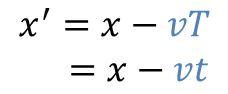 x′ = x − vT
= x − vt